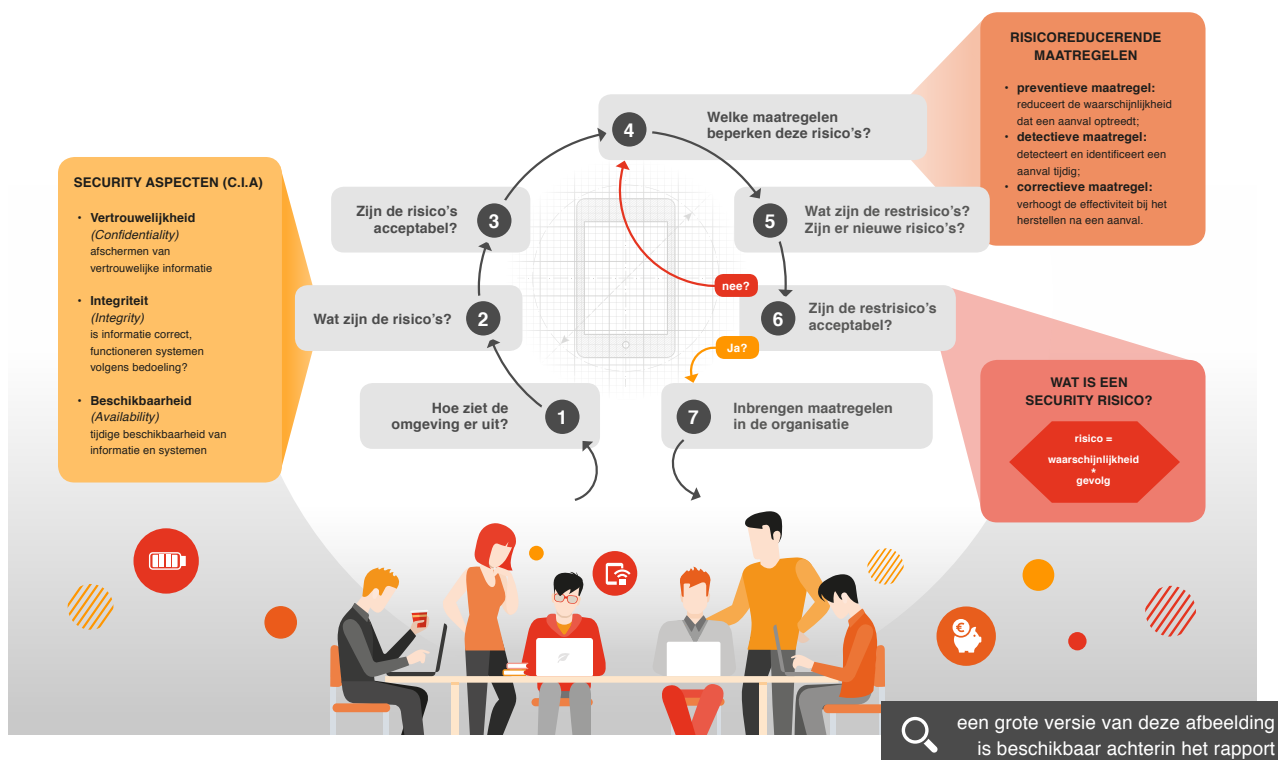 SECURITY ASPECTEN (C.I.A)
• Vertrouwelijkheid
(Confidentiality)
afschermen van
vertrouwelijke informatie
• Integriteit
(Integrity)
is informatie correct,
functioneren systemen
volgens bedoeling?
• Beschikbaarheid
(Availability)
tijdige beschikbaarheid van
informatie en systemen
Hoe ziet de
omgeving er uit?
1
Wat zijn de risico's?
2
Zijn de risico's
acceptabel?
3
4
Welke maatregelen
beperken deze risico's?
5
Wat zijn de restrisico's?
Zijn er nieuwe risico's?
nee?
6
Zijn de restrisico's
acceptabel?
Ja?
7
Inbrengen maatregelen
in de organisatie
RISICOREDUCERENDE
MAATREGELEN
• preventieve maatregel:
reduceert de waarschijnlijkheid
dat een aanval optreedt;
• detectieve maatregel:
detecteert en identificeert een
aanval tijdig;
• correctieve maatregel:
verhoogt de effectiviteit bij het
herstellen na een aanval.
WAT IS EEN
SECURITY RISICO?
risico =
waarschijnlijkheid
*
gevolg
€
een grote versie van deze afbeelding
is beschikbaar achterin het rapport